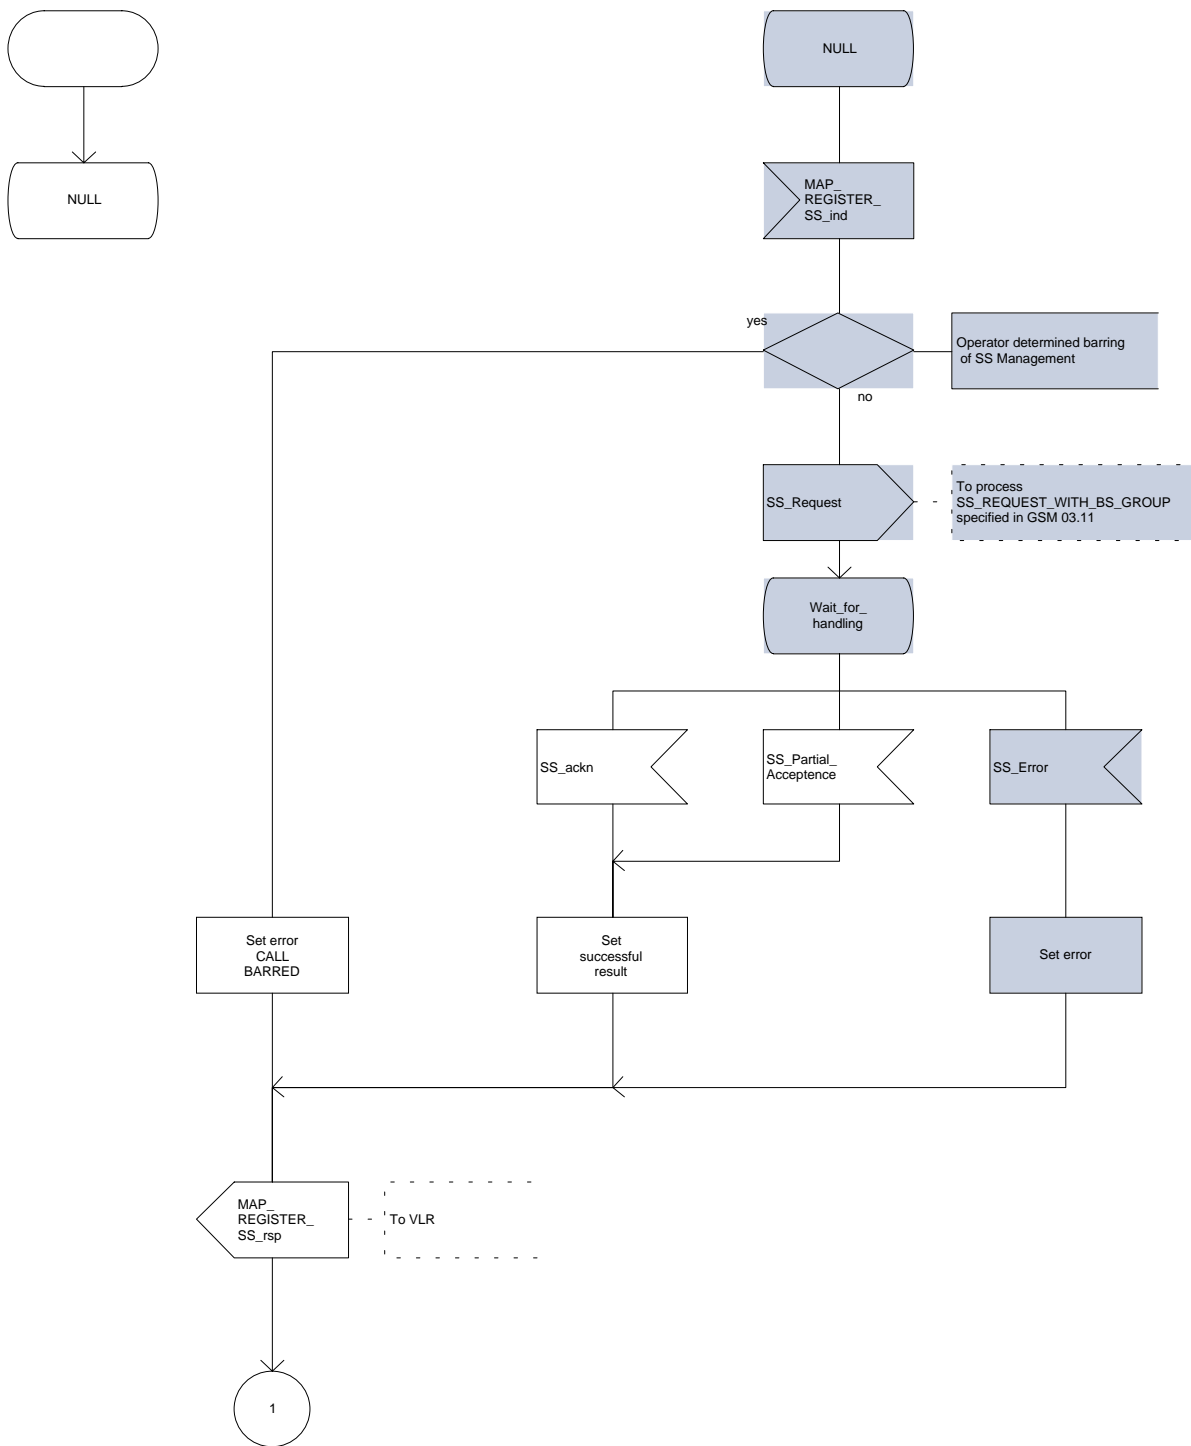 NULL
NULL
MAP_
REGISTER_
SS_ind
yes
Operator determined barring
of SS Management
no
SS_Request
To process
SS_REQUEST_WITH_BS_GROUP
specified in GSM 03.11
Wait_for_
handling
SS_ackn
SS_Partial_
Acceptence
SS_Error
Set error
CALL
BARRED
Set
successful
result
Set error
MAP_
REGISTER_
SS_rsp
To VLR
1